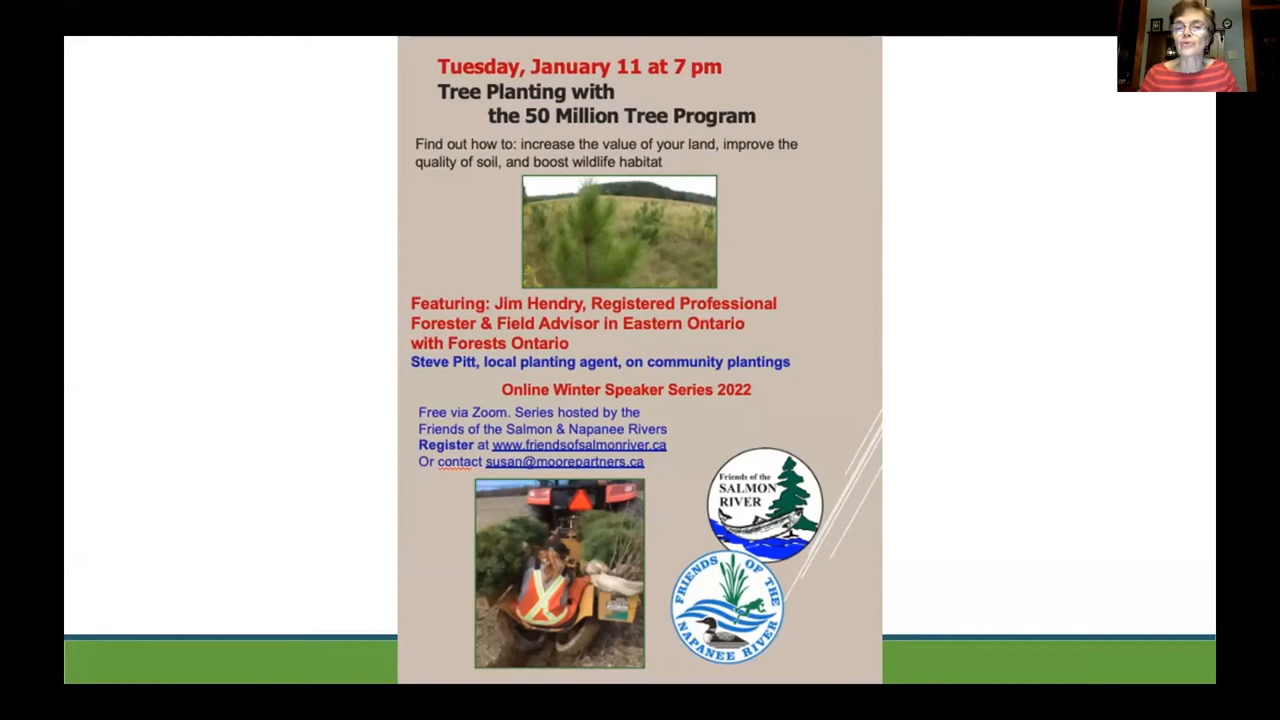 Tuesday, January 11 at 7 pm
Tree Planting with
the 50 Million Tree Program
Find out how to: increase the value of your land, improve the
quality of soil, and boost wildlife habitat
Featuring: Jim Hendry, Registered Professional
Forester & Field Advisor in Eastern Ontario
with Forests Ontario
Steve Pitt, local planting agent, on community plantings
Online Winter Speaker Series 2022
Free via Zoom. Series hosted by the
Friends of the Salmon & Napanee Rivers
Register at www.friendsofsalmonriver.ca
Or contact susan@moorepartners.ca
Friends of the
SALMON
RIVER
FRIENDS OF THE
NAPANEE RIVER